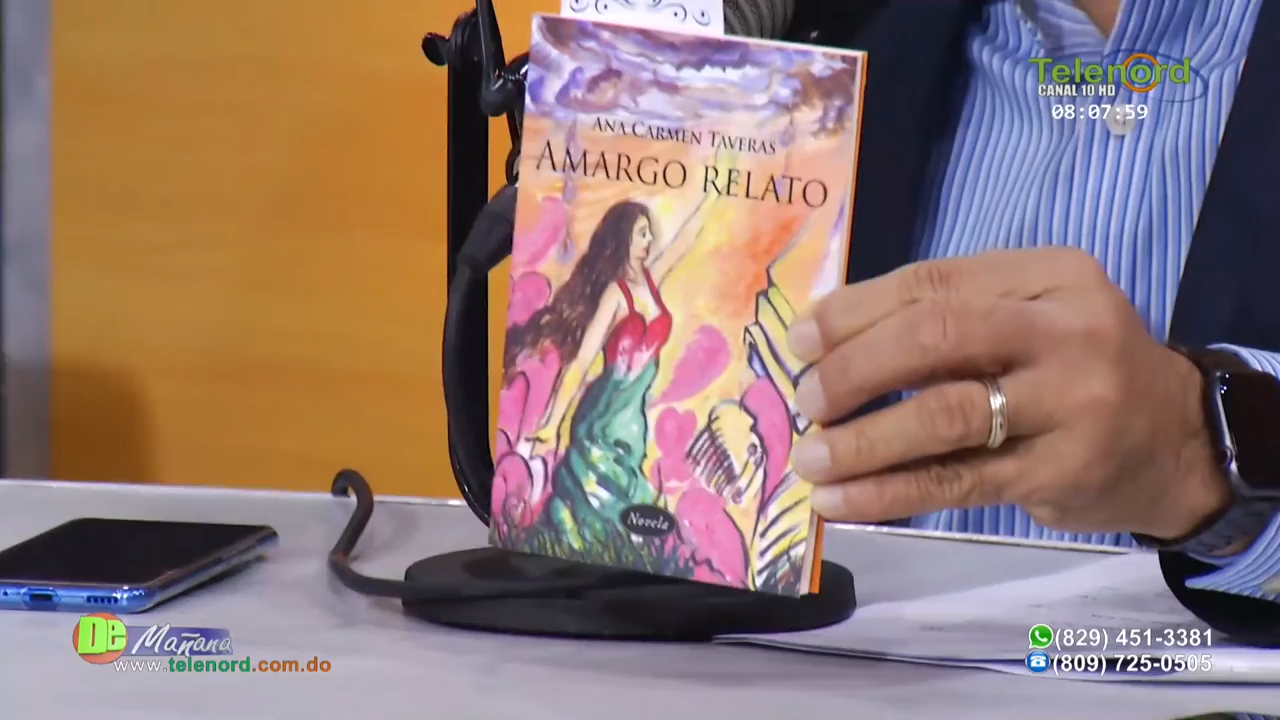 Telenord
CANAL 10 HD
08:07:59
ANA CARMEN TAVERAS
AMARGO RELATO
Novela
De Mañana
www.telenord.com.do
(829) 451-3381
(809) 725-0505